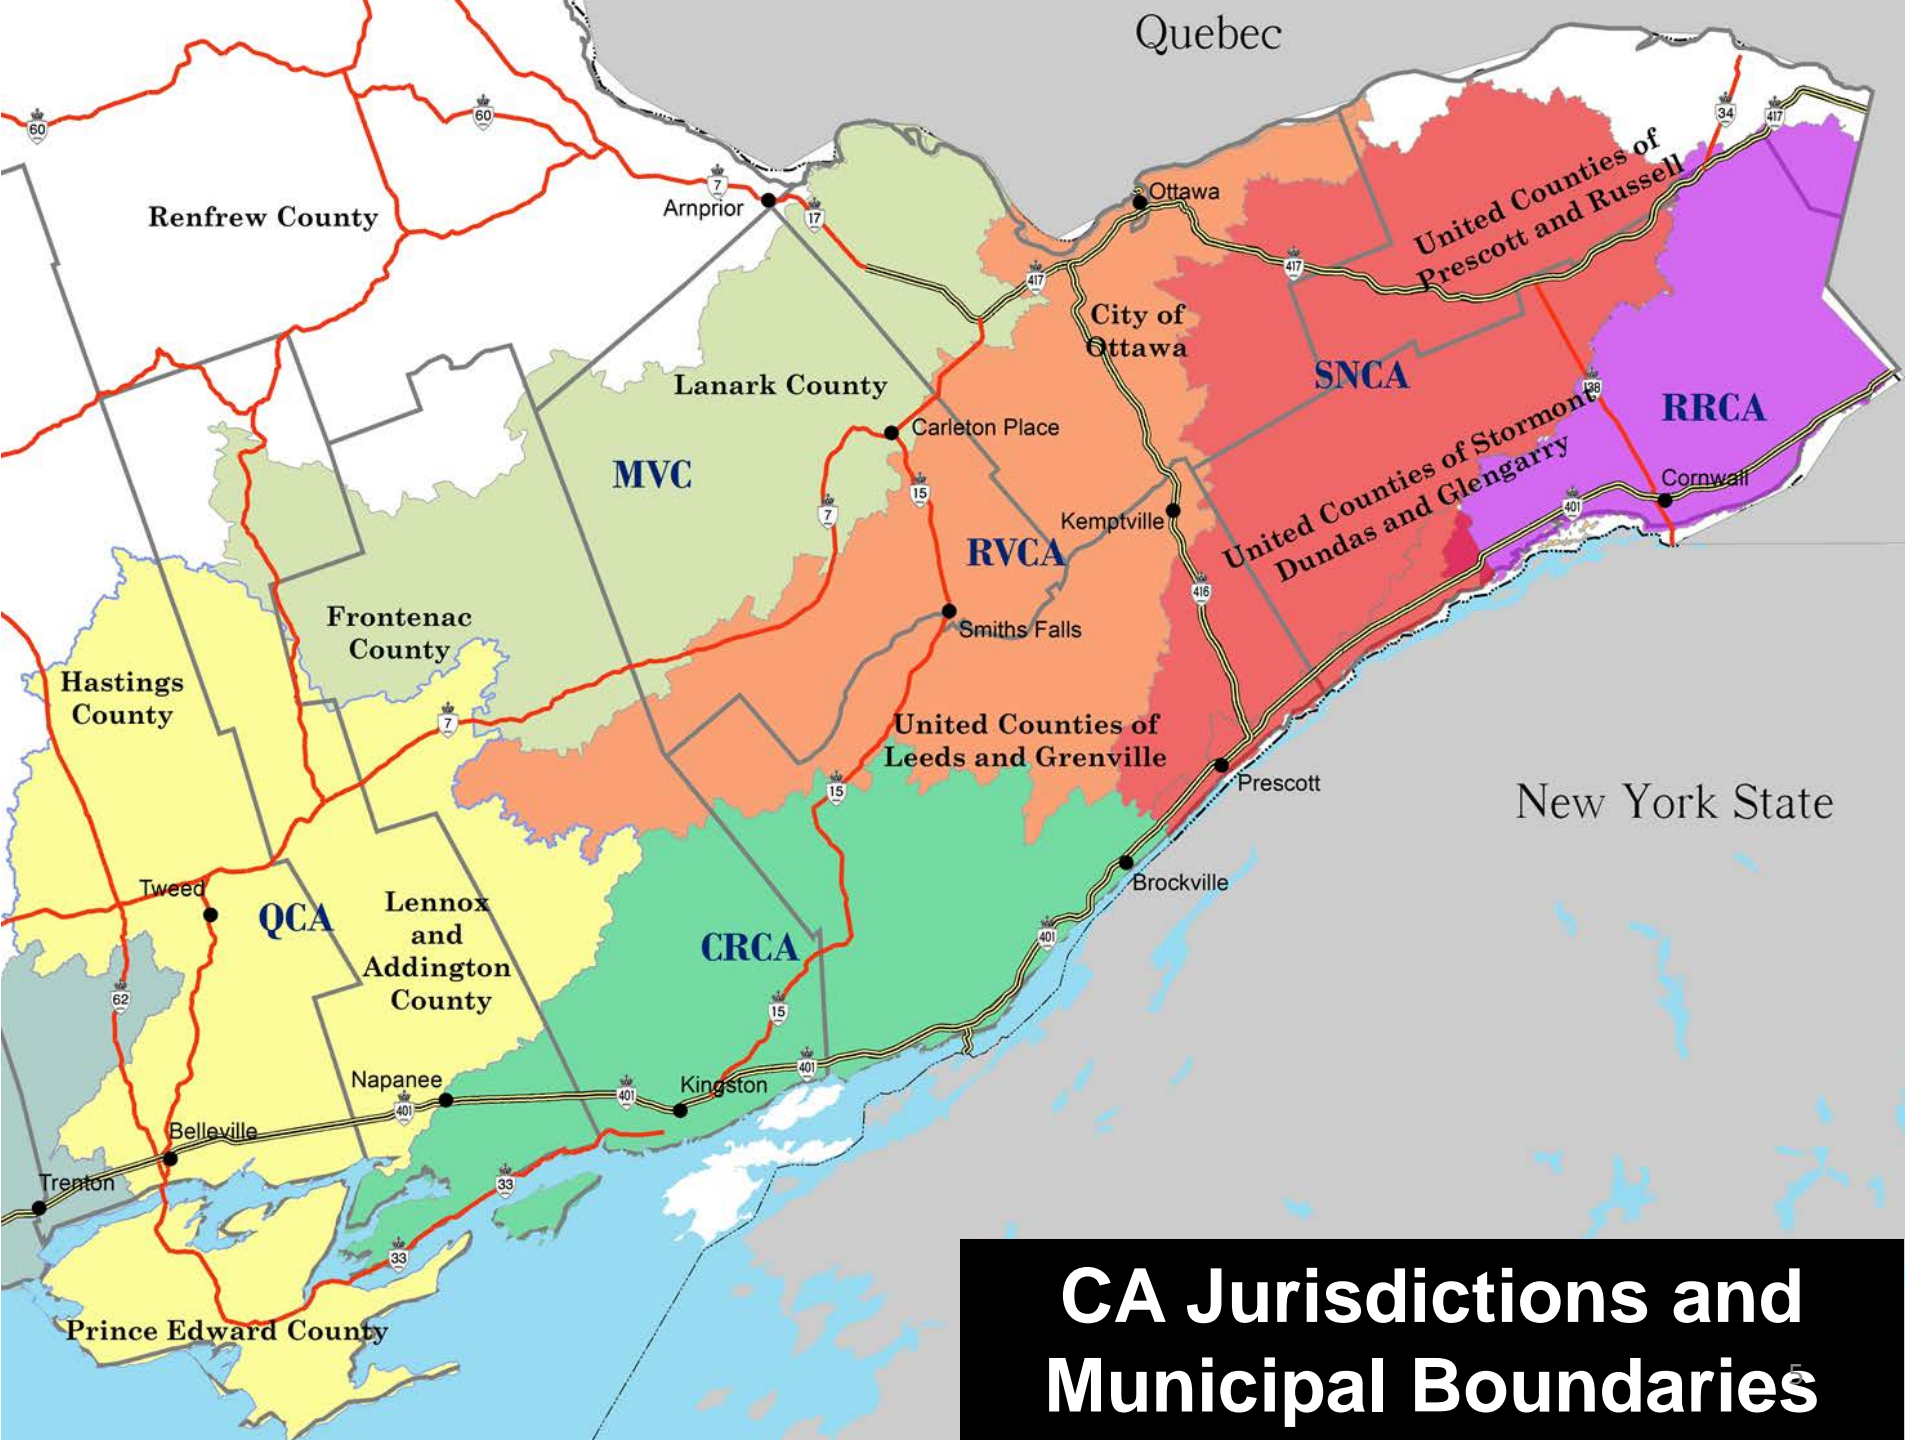 Quebec
60
60
34
417
7
Arnprior
17
Renfrew County
Ottawa
United Counties of
Prescott and Russell
417
417
City of
Ottawa
SNCA
138
RRCA
Lanark County
Carleton Place
MVC
15
7
Kemptville
RVCA
United Counties of Stormont
Dundas and Glengarry
401
Cornwall
416
Frontenac
County
Smiths Falls
Hastings
County
7
United Counties of
Leeds and Grenville
15
Prescott
New York State
Tweed
QCA
Lennox
and
Addington
County
Brockville
CRCA
401
62
15
401
Napanee
401
401
Kingston
Belleville
Trenton
33
33
Prince Edward County
CA Jurisdictions and
Municipal Boundaries
5